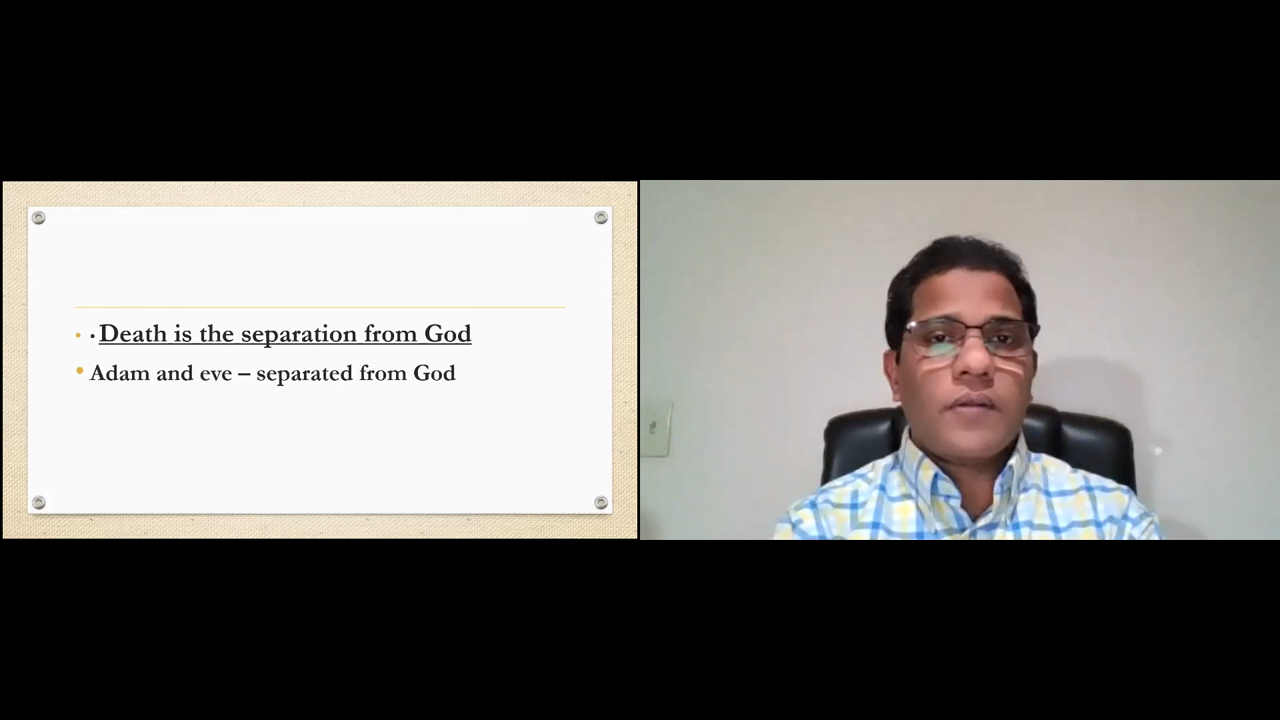 • • Death is the separation from God
• Adam and eve – separated from God